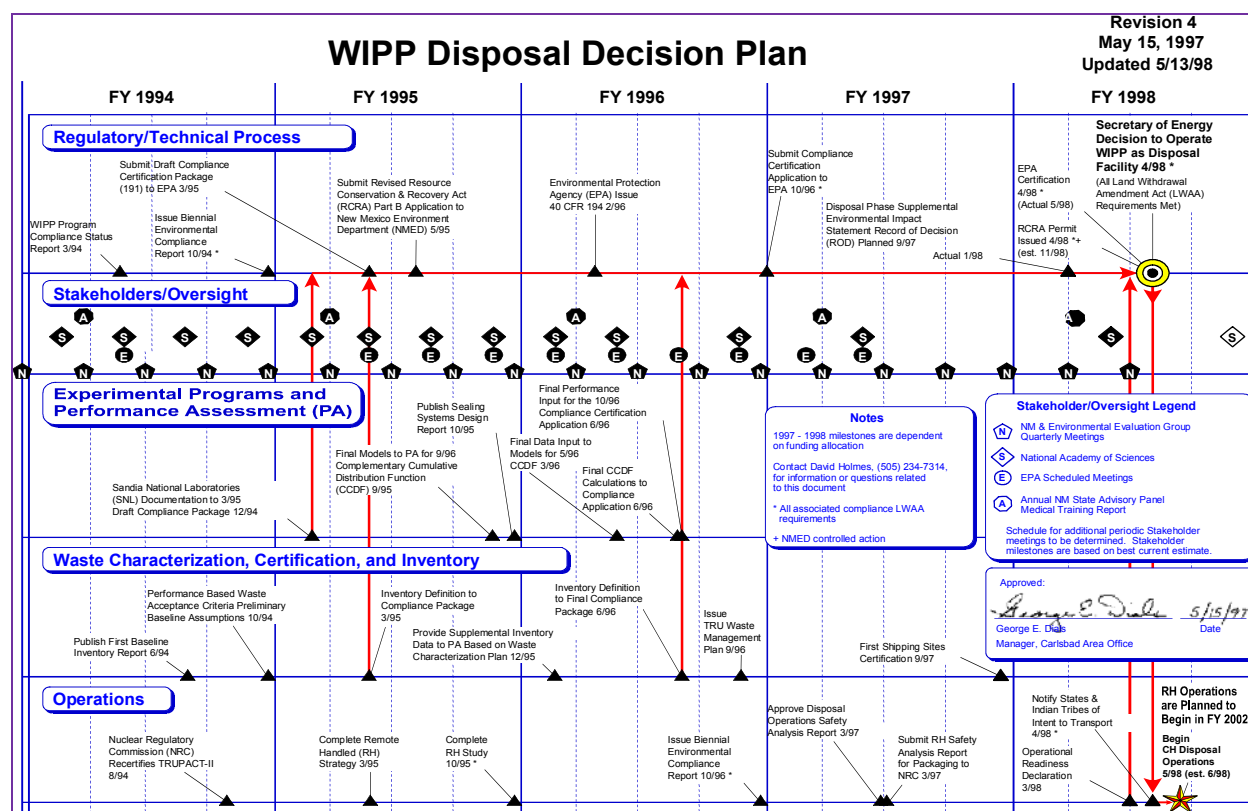 Revision 4
May 15, 1997
Updated 5/13/98
WIPP Disposal Decision Plan
FY 1994
FY 1995
FY 1996
FY 1997
FY 1998
Regulatory/Technical Process
Submit Draft Compliance
Certification Package
(191) to EPA 3/95
WIPP Program
Compliance Status
Report 3/94
Issue Biennial
Environmental
Compliance
Report 10/94 *
Submit Revised Resource
Conservation & Recovery Act
(RCRA) Part B Application to
New Mexico Environment
Department (NMED) 5/95
Environmental Protection
Agency (EPA) Issue
40 CFR 194 2/96
Submit Compliance
Certification
Application to
EPA 10/96 *
Disposal Phase Supplemental
Environmental Impact
Statement Record of Decision
(ROD) Planned 9/97
Actual 1/98
EPA
Certification
4/98 *
(Actual 5/98)
RCRA Permit
Issued 4/98 *+
(est. 11/98)
Secretary of Energy
Decision to Operate
WIPP as Disposal
Facility 4/98 *
(All Land Withdrawal
Amendment Act (LWAA)
Requirements Met)
Stakeholders/Oversight
A A A A A
S S S S S S S S S S S S S S
E E E E E E E E
N N N N N N N N N N N N N N N N N N N
Experimental Programs and
Performance Assessment (PA)
Sandia National Laboratories
(SNL) Documentation to 3/95
Draft Compliance Package 12/94
Final Models to PA for 9/96
Complementary Cumulative
Distribution Function
(CCDF) 9/95
Publish Sealing
Systems Design
Report 10/95
Final Data Input to
Models for 5/96
CCDF 3/96
Final Performance
Input for the 10/96
Compliance Certification
Application 6/96
Final CCDF
Calculations to
Compliance
Application 6/96
Notes
1997 - 1998 milestones are dependent
on funding allocation
Contact David Holmes, (505) 234-7314,
for information or questions related
to this document
* All associated compliance LWAA
requirements
+ NMED controlled action
Stakeholder/Oversight Legend
N NM & Environmental Evaluation Group
Quarterly Meetings
S National Academy of Sciences
E EPA Scheduled Meetings
A Annual NM State Advisory Panel
Medical Training Report
Schedule for additional periodic Stakeholder
meetings to be determined. Stakeholder
milestones are based on best current estimate.
Approved:
George E. Dials 5/15/97
George E. Dials Date
Manager, Carlsbad Area Office
Waste Characterization, Certification, and Inventory
Publish First Baseline
Inventory Report 6/94
Performance Based Waste
Acceptance Criteria Preliminary
Baseline Assumptions 10/94
Inventory Definition to
Compliance Package
3/95
Provide Supplemental Inventory
Data to PA Based on Waste
Characterization Plan 12/95
Inventory Definition
to Final Compliance
Package 6/96
Issue
TRU Waste
Management
Plan 9/96
First Shipping Sites
Certification 9/97
Operations
Nuclear Regulatory
Commission (NRC)
Recertifies TRUPACT-II
8/94
Complete Remote
Handled (RH)
Strategy 3/95
Complete
RH Study
10/95 *
Issue Biennial
Environmental
Compliance
Report 10/96 *
Approve Disposal
Operations Safety
Analysis Report 3/97
Submit RH Safety
Analysis Report
for Packaging to
NRC 3/97
Notify States &
Indian Tribes of
Intent to Transport
4/98 *
Operational
Readiness
Declaration
3/98
RH Operations
are Planned to
Begin in FY 2002
Begin
CH Disposal
Operations
5/98 (est. 6/98)